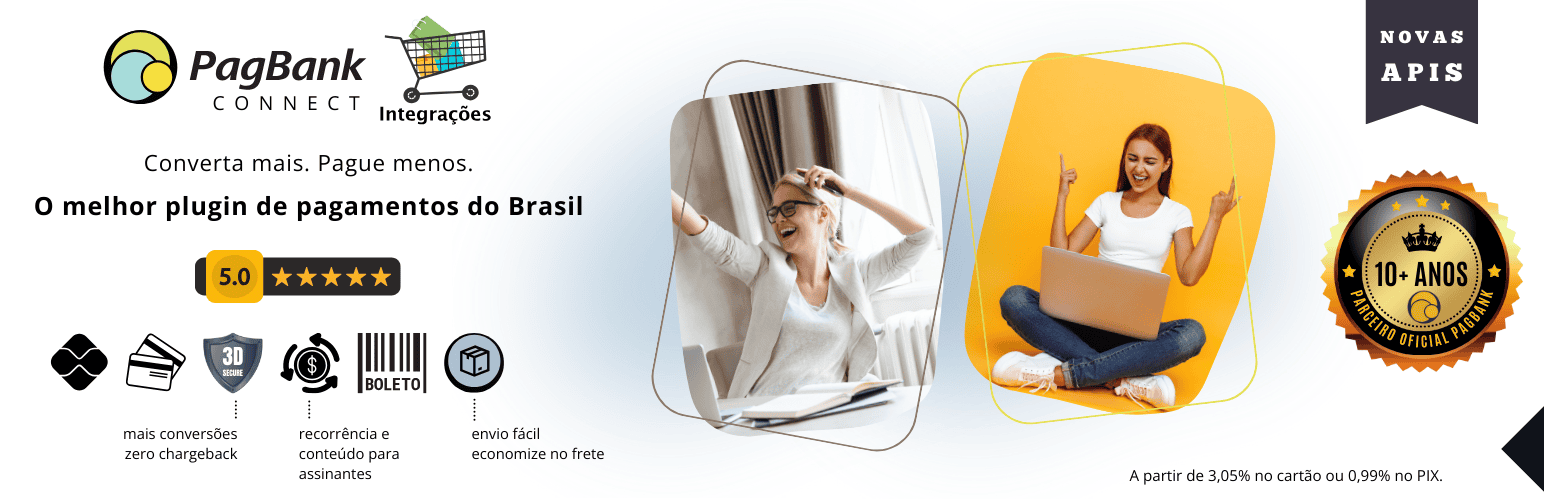 PagBank
CONNECT
Integrações
Converta mais. Pague menos.
O melhor plugin de pagamentos do Brasil
5.0
3D
SECURE
$
BOLETO
mais conversões
zero chargeback
recorrência e
conteúdo para
assinantes
envio fácil
economize no frete
NOVAS
APIS
10+ ANOS
PARCEIRO OFICIAL PAGBANK
A partir de 3,05% no cartão ou 0,99% no PIX.